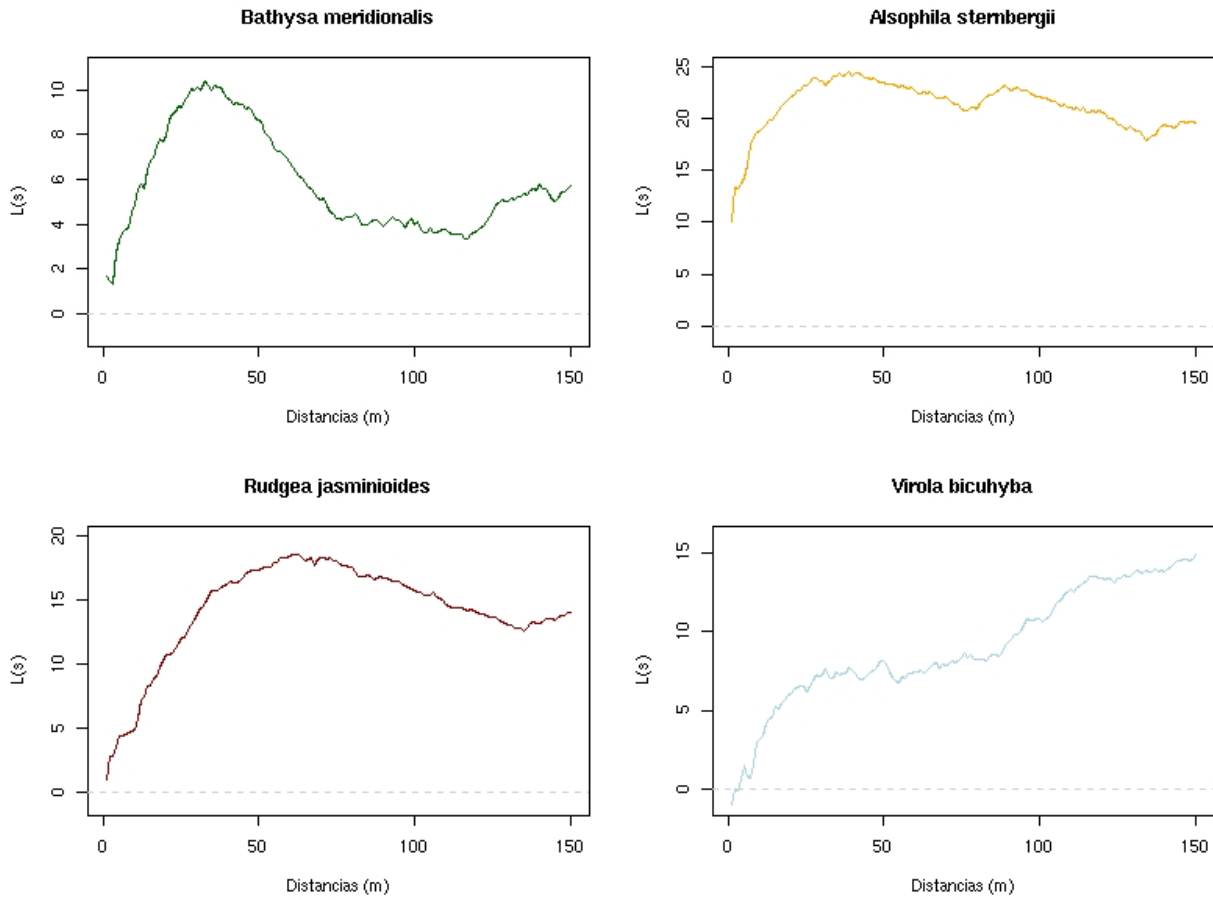 Bathysa meridionalis
L(s)
10
8
6
4
2
0
0 50 100 150
Distancias (m)
Alsophila sternbergii
L(s)
25
20
15
10
5
0
0 50 100 150
Distancias (m)
Rudgea jasminioides
L(s)
20
15
10
5
0
0 50 100 150
Distancias (m)
Virola bicuhyba
L(s)
15
10
5
0
0 50 100 150
Distancias (m)